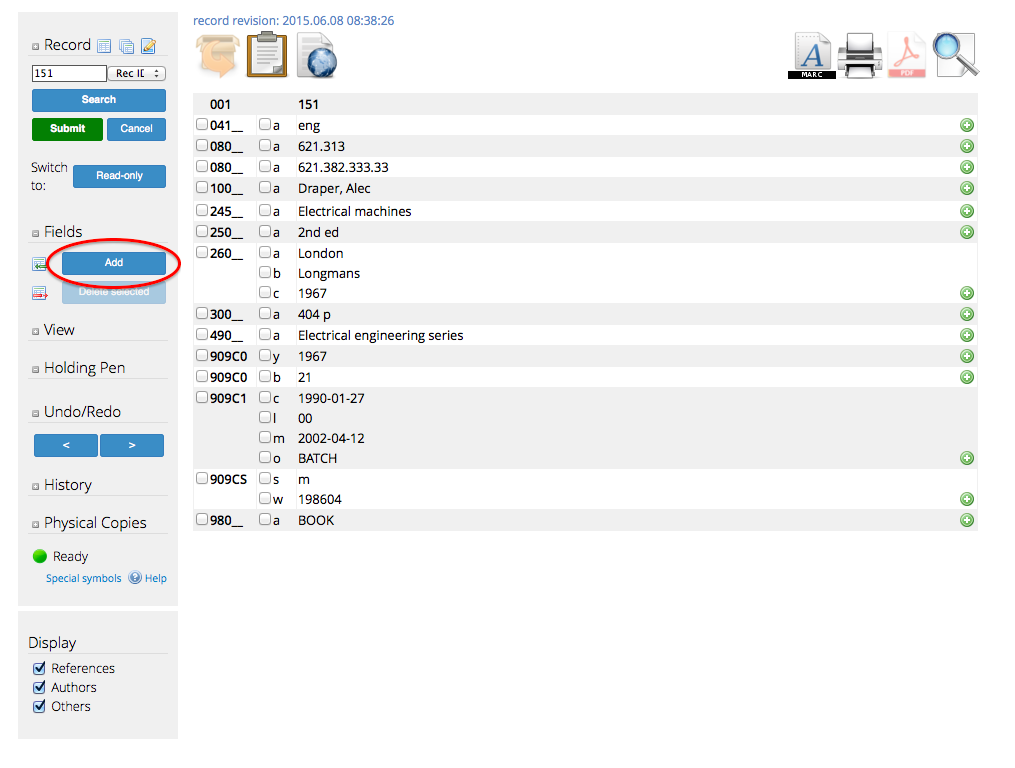 record revision: 2015.06.08 08:38:26
Record
151 Rec ID
Search
Submit Cancel
Switch to: Read-only
Fields
Add
Delete selected
View
Holding Pen
Undo/Redo
< >
History
Physical Copies
Ready
Special symbols Help
Display
References
Authors
Others
A
MARC
PDF
001 151
041__ a eng
080__ a 621.313
080__ a 621.382.333.33
100__ a Draper, Alec
245__ a Electrical machines
250__ a 2nd ed
260__ a London
b Longmans
c 1967
300__ a 404 p
490__ a Electrical engineering series
909C0 y 1967
909C0 b 21
909C1 c 1990-01-27
l 00
m 2002-04-12
o BATCH
909CS s m
w 198604
980__ a BOOK